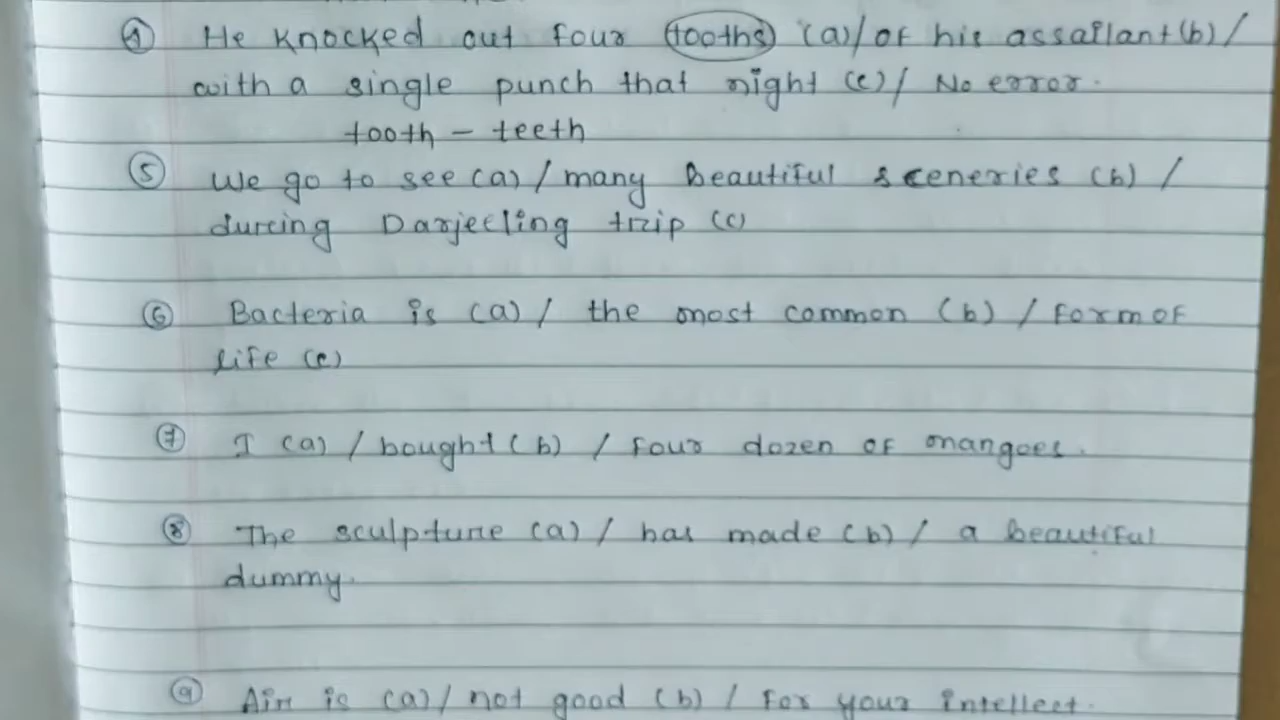 ④ He knocked out four tooths (a)/of his assailant(b)/
with a single punch that night (c)/ No error.
tooth - teeth
⑤ We go to see (a) / many beautiful sceneries (b) /
during Darjeeling trip (c)
⑥ Bacteria is (a) / the most common (b) / form of
life (c)
⑦ I (a) / bought (b) / four dozen of mangoes.
⑧ The sculpture (a) / has made (b) / a beautiful
dummy.
⑨ Air is (a) / not good (b) / for your intellect.